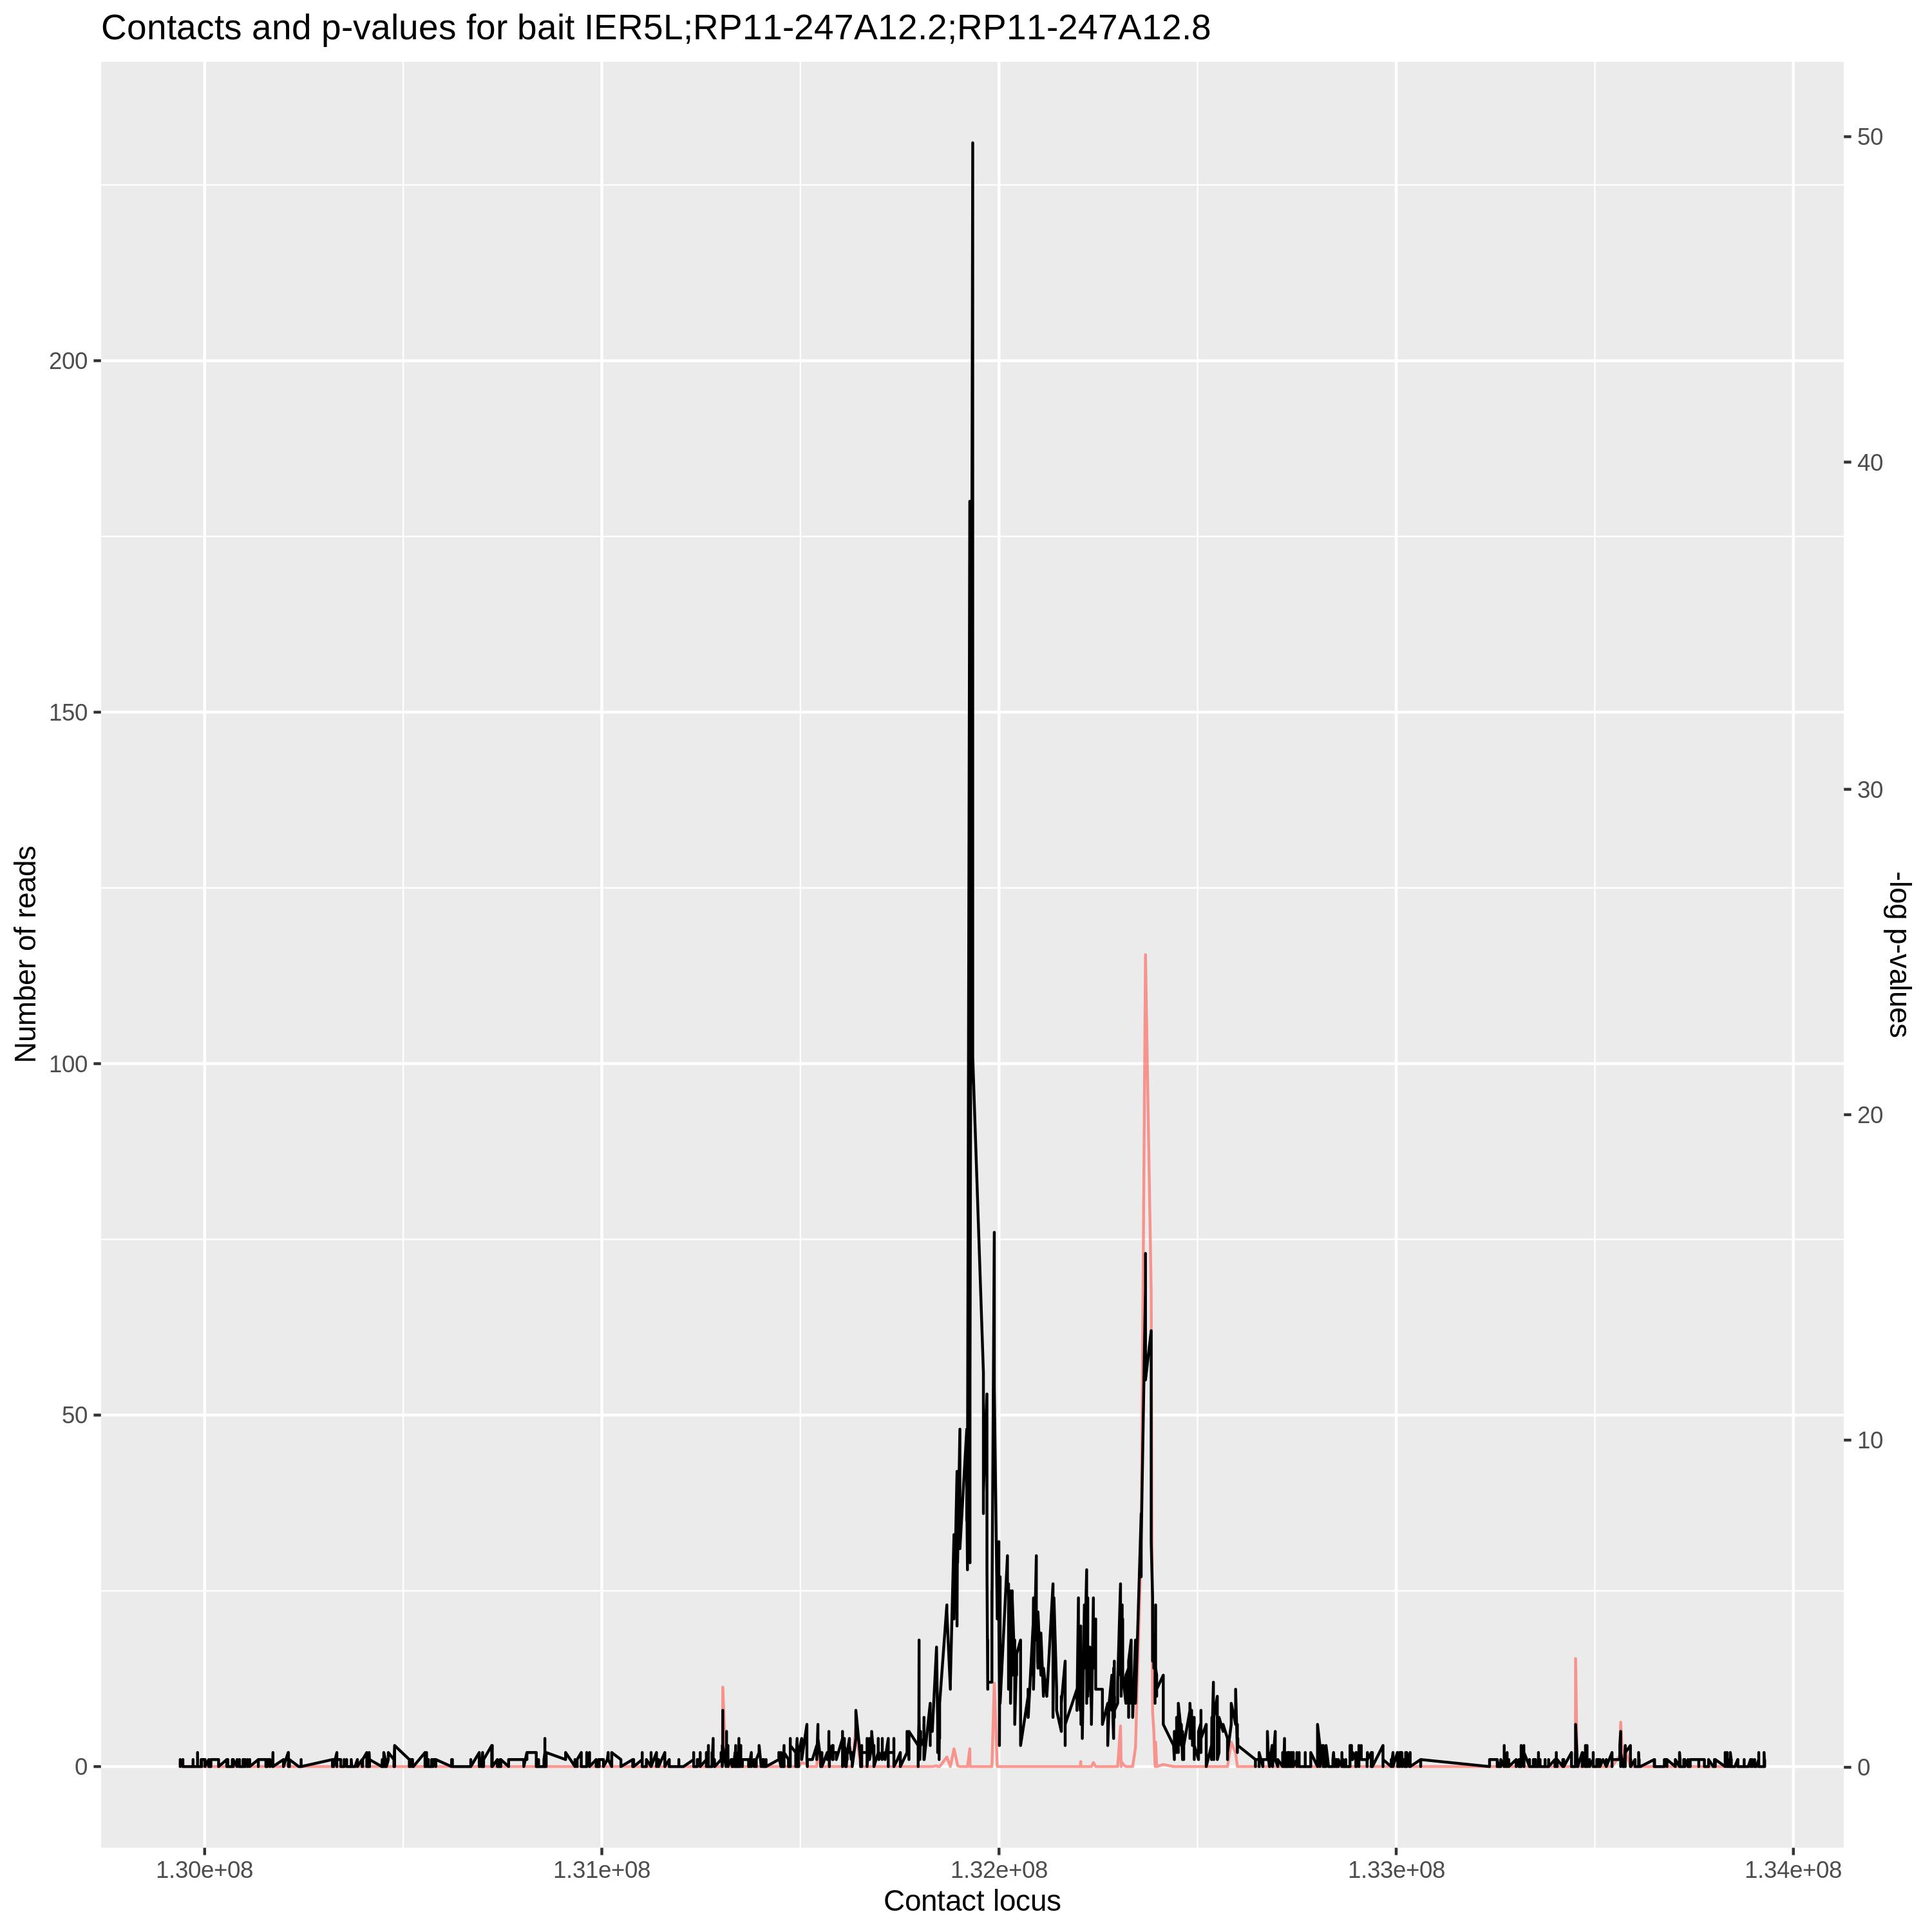 Contacts and p-values for bait IER5L;RP11-247A12.2;RP11-247A12.8
Number of reads
200
150
100
50
0
50
40
30
20
10
0
-log p-values
1.30e+08
1.31e+08
1.32e+08
1.33e+08
1.34e+08
Contact locus